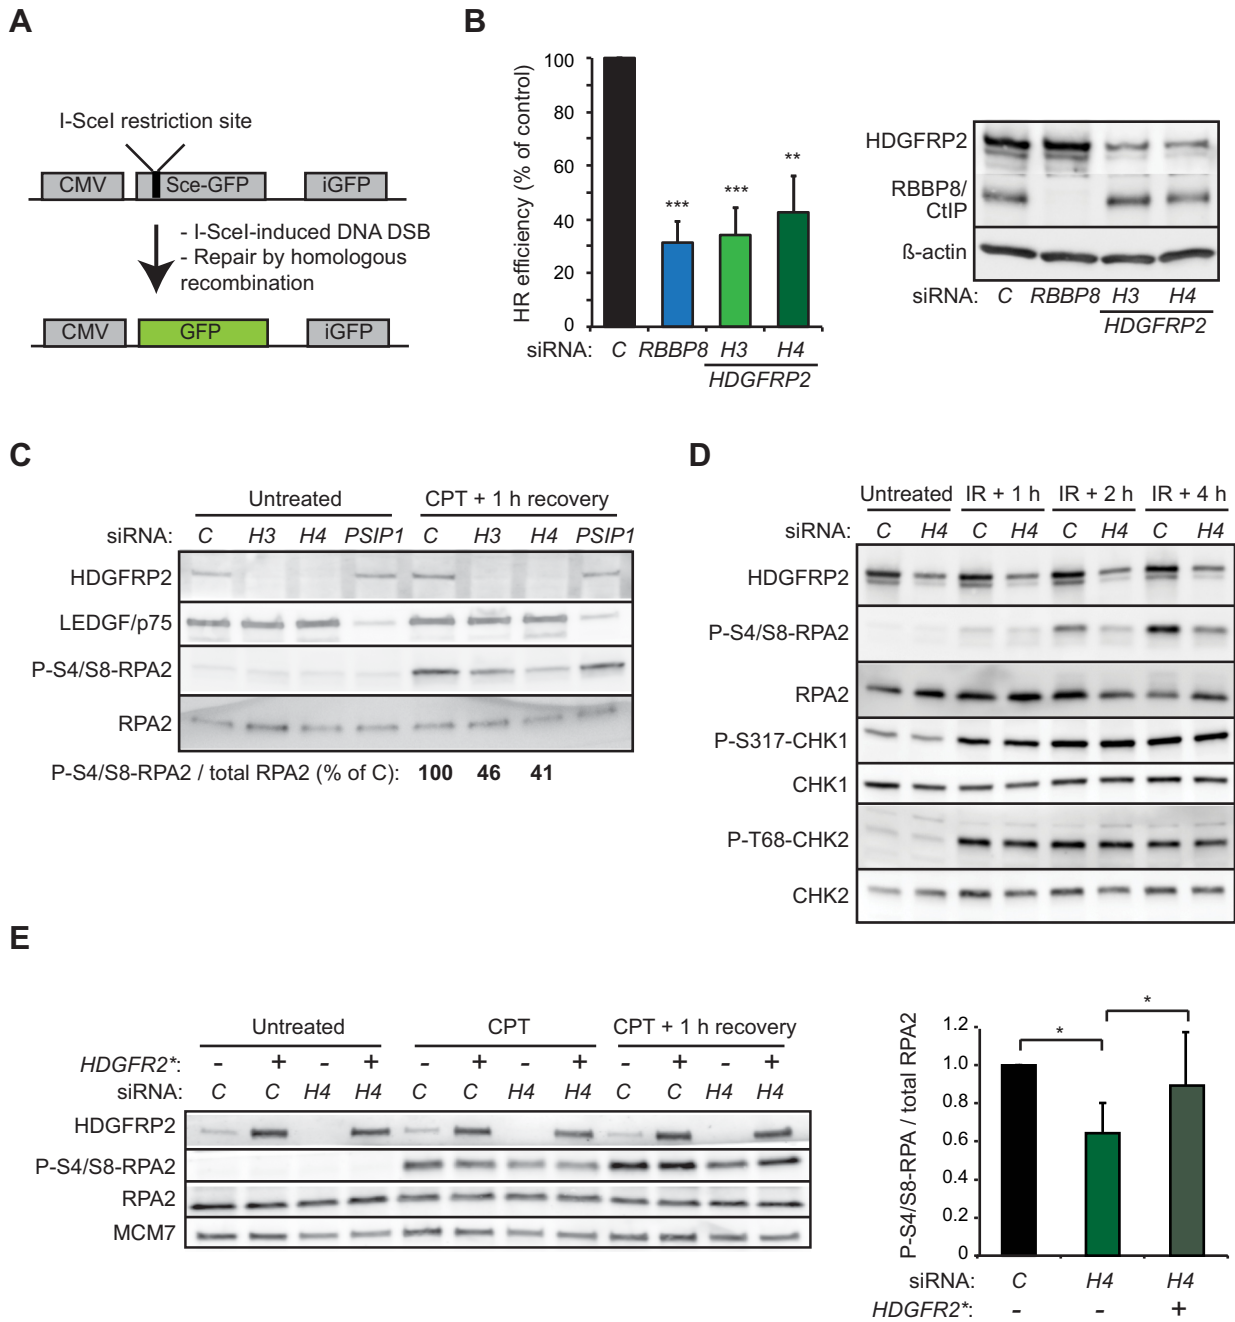 A
I-SceI restriction site
CMV Sce-GFP iGFP
- I-SceI-induced DNA DSB
- Repair by homologous
recombination
CMV GFP iGFP
B
HR efficiency (% of control)
100
80
60
40
20
0
*** *** **
siRNA: C RBBP8 H3 H4
HDGFRP2
HDGFRP2
RBBP8/
CtIP
ß-actin
siRNA: C RBBP8 H3 H4
HDGFRP2
C
Untreated CPT + 1 h recovery
siRNA: C H3 H4 PSIP1 C H3 H4 PSIP1
HDGFRP2
LEDGF/p75
P-S4/S8-RPA2
RPA2
P-S4/S8-RPA2 / total RPA2 (% of C): 100 46 41
D
Untreated IR + 1 h IR + 2 h IR + 4 h
siRNA: C H4 C H4 C H4 C H4
HDGFRP2
P-S4/S8-RPA2
RPA2
P-S317-CHK1
CHK1
P-T68-CHK2
CHK2
E
Untreated CPT CPT + 1 h recovery
HDGFR2*: - + - + - + - + - + - +
siRNA: C C H4 H4 C C H4 H4 C C H4 H4
HDGFRP2
P-S4/S8-RPA2
RPA2
MCM7
P-S4/S8-RPA / total RPA2
1.2
1.0
0.8
0.6
0.4
0.2
0
* *
siRNA: C H4 H4
HDGFR2*: - - +